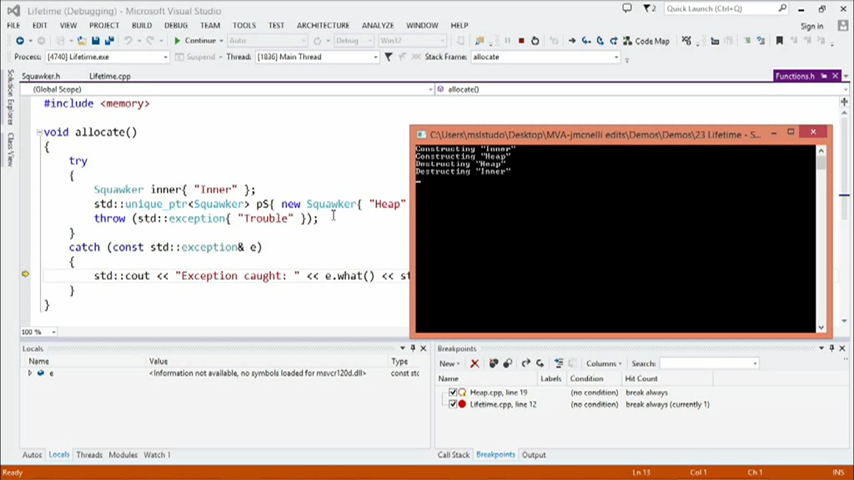 Lifetime (Debugging) - Microsoft Visual Studio
Quick Launch (Ctrl+Q)
FILE EDIT VIEW PROJECT BUILD DEBUG TEAM TOOLS TEST ARCHITECTURE ANALYZE WINDOW HELP
Sign in
Continue Auto Debug Win32 Code Map
Process: [4740] Lifetime.exe Suspend Thread: [1836] Main Thread Stack Frame: allocate
Solution Explorer
Class View
Squawker.h Lifetime.cpp Functions.h
(Global Scope) allocate()
#include <memory>
void allocate()
{
try
{
Squawker inner{ "Inner" };
std::unique_ptr<Squawker> pS{ new Squawker{ "Heap"
throw (std::exception{ "Trouble" });
}
catch (const std::exception& e)
{
std::cout << "Exception caught: " << e.what() << st
}
}
100 %
C:\Users\mslstudo\Desktop\MVA-jmcnelli edits\Demos\Demos\23 Lifetime - S...
Constructing "Inner"
Constructing "Heap"
Destructing "Heap"
Destructing "Inner"
Locals
Name Value Type
e <Information not available, no symbols loaded for msvcr120d.dll> const std
Autos Locals Threads Modules Watch 1
Breakpoints
New Columns Search:
Name Labels Condition Hit Count
Heap.cpp, line 19 (no condition) break always
Lifetime.cpp, line 12 (no condition) break always (currently 1)
Call Stack Breakpoints Output
Ready Ln 13 Col 1 Ch 1